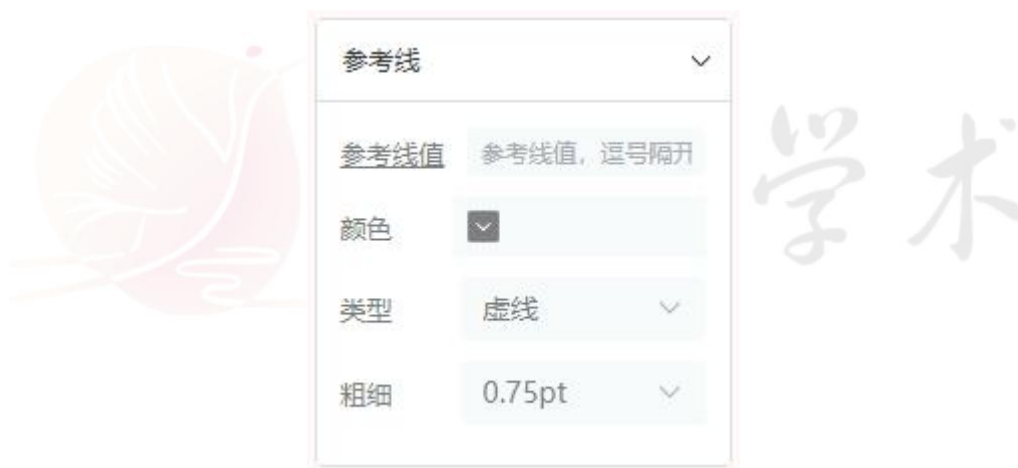 参考线
参考线值 参考线值，逗号隔开
颜色
类型 虚线
粗细 0.75pt
学术